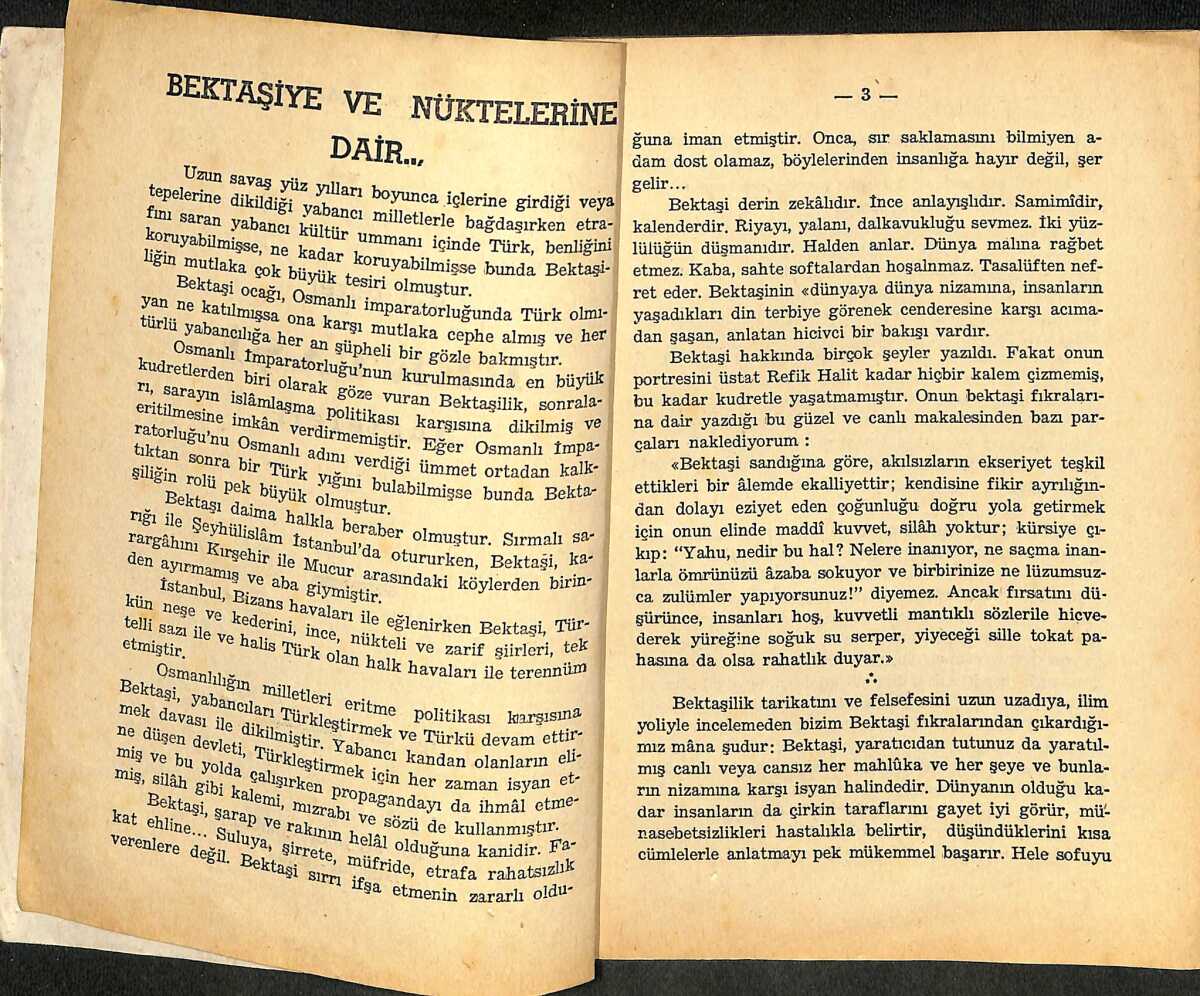 BEKTAŞİYE VE NÜKTELERİNE
DAİR..,
Uzun savaş yüz yılları boyunca içlerine girdiği veya
tepelerine dikildiği yabancı milletlerle bağdaşırken etra-
fını saran yabancı kültür ummanı içinde Türk, benliğini
koruyabilmişse, ne kadar koruyabilmişse bunda Bektaşi-
liğin mutlaka çok büyük tesiri olmuştur.
Bektaşi ocağı, Osmanlı imparatorluğunda Türk olmı-
yan ne katılmışsa ona karşı mutlaka cephe almış ve her
türlü yabancılığa her an şüpheli bir gözle bakmıştır.
Osmanlı İmparatorluğu'nun kurulmasında en büyük
kudretlerden biri olarak göze vuran Bektaşilik, sonrala-
rı, sarayın islâmlaşma politikası karşısına dikilmiş ve
eritilmesine imkân verdirmemiştir. Eğer Osmanlı İmpa-
ratorluğu'nu Osmanlı adını verdiği ümmet ortadan kalk-
tıktan sonra bir Türk yığını bulabilmişse bunda Bekta-
şiliğin rolü pek büyük olmuştur.
Bektaşı daima halkla beraber olmuştur. Sırmalı sa-
rığı ile Şeyhülislâm İstanbul'da otururken, Bektaşi, ka-
rargâhını Kırşehir ile Mucur arasındaki köylerden birin-
den ayırmamış ve aba giymiştir.
İstanbul, Bizans havaları ile eğlenirken Bektaşi, Tür-
kün neşe ve kederini, ince, nükteli ve zarif şiirleri, tek
telli sazı ile ve halis Türk olan halk havaları ile terennüm
etmiştir.
Osmanlılığın milletleri eritme politikası karşısına
Bektaşi, yabancıları Türkleştirmek ve Türkü devam ettir-
mek davası ile dikilmiştir. Yabancı kandan olanların eli-
ne düşen devleti, Türkleştirmek için her zaman isyan et-
miş ve bu yolda çalışırken propagandayı da ihmâl etme-
miş, silâh gibi kalemi, mızrabı ve sözü de kullanmıştır.
Bektaşi, şarap ve rakının helâl olduğuna kanidir. Fa-
kat ehline... Suluya, şirrete, müfride, etrafa rahatsızlık
verenlere değil. Bektaşi sırrı ifşa etmenin zararlı oldu-
— 3 —
ğuna iman etmiştir. Onca, sır saklamasını bilmiyen a-
dam dost olamaz, böylelerinden insanlığa hayır değil, şer
gelir...
Bektaşi derin zekâlıdır. İnce anlayışlıdır. Samimîdir,
kalenderdir. Riyayı, yalanı, dalkavukluğu sevmez. İki yüz-
lülüğün düşmanıdır. Halden anlar. Dünya malına rağbet
etmez. Kaba, sahte softalardan hoşalnmaz. Tasalüften nef-
ret eder. Bektaşinin «dünyaya dünya nizamına, insanların
yaşadıkları din terbiye görenek cenderesine karşı acıma-
dan şaşan, anlatan hicivci bir bakışı vardır.
Bektaşi hakkında birçok şeyler yazıldı. Fakat onun
portresini üstat Refik Halit kadar hiçbir kalem çizmemiş,
bu kadar kudretle yaşatmamıştır. Onun bektaşi fıkraları-
na dair yazdığı bu güzel ve canlı makalesinden bazı par-
çaları naklediyorum :
«Bektaşi sandığına göre, akılsızların ekseriyet teşkil
ettikleri bir âlemde ekalliyettir; kendisine fikir ayrılığın-
dan dolayı eziyet eden çoğunluğu doğru yola getirmek
için onun elinde maddî kuvvet, silâh yoktur; kürsiye çı-
kıp: "Yahu, nedir bu hal? Nelere inanıyor, ne saçma inan-
larla ömrünüzü âzaba sokuyor ve birbirinize ne lüzumsuz-
ca zulümler yapıyorsunuz!" diyemez. Ancak fırsatını dü-
şürünce, insanları hoş, kuvvetli mantıklı sözlerile hicve-
derek yüreğine soğuk su serper, yiyeceği sille tokat pa-
hasına da olsa rahatlık duyar.»
∴
Bektaşilik tarikatını ve felsefesini uzun uzadıya, ilim
yoliyle incelemeden bizim Bektaşi fıkralarından çıkardığı-
mız mâna şudur: Bektaşi, yaratıcıdan tutunuz da yaratıl-
mış canlı veya cansız her mahlûka ve her şeye ve bunla-
rın nizamına karşı isyan halindedir. Dünyanın olduğu ka-
dar insanların da çirkin taraflarını gayet iyi görür, mü-
nasebetsizlikleri hastalıkla belirtir, düşündüklerini kısa
cümlelerle anlatmayı pek mükemmel başarır. Hele sofuyu